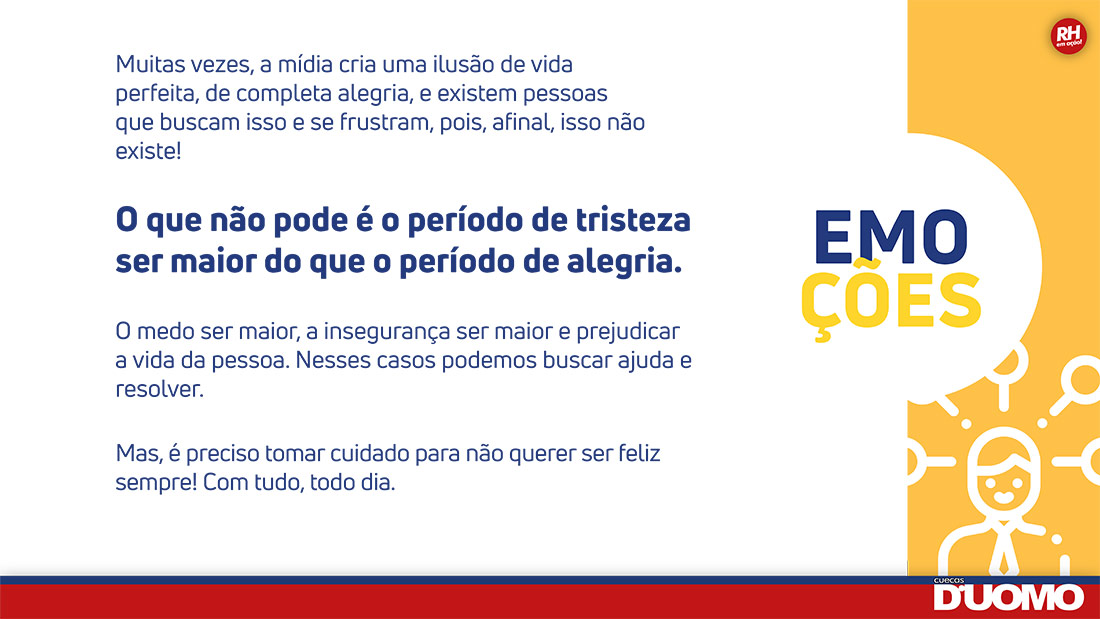 Muitas vezes, a mídia cria uma ilusão de vida
perfeita, de completa alegria, e existem pessoas
que buscam isso e se frustram, pois, afinal, isso não
existe!
O que não pode é o período de tristeza
ser maior do que o período de alegria.
O medo ser maior, a insegurança ser maior e prejudicar
a vida da pessoa. Nesses casos podemos buscar ajuda e
resolver.
Mas, é preciso tomar cuidado para não querer ser feliz
sempre! Com tudo, todo dia.
RH
em ação!
EMO
ÇÕES
cuecas
D'UOMO